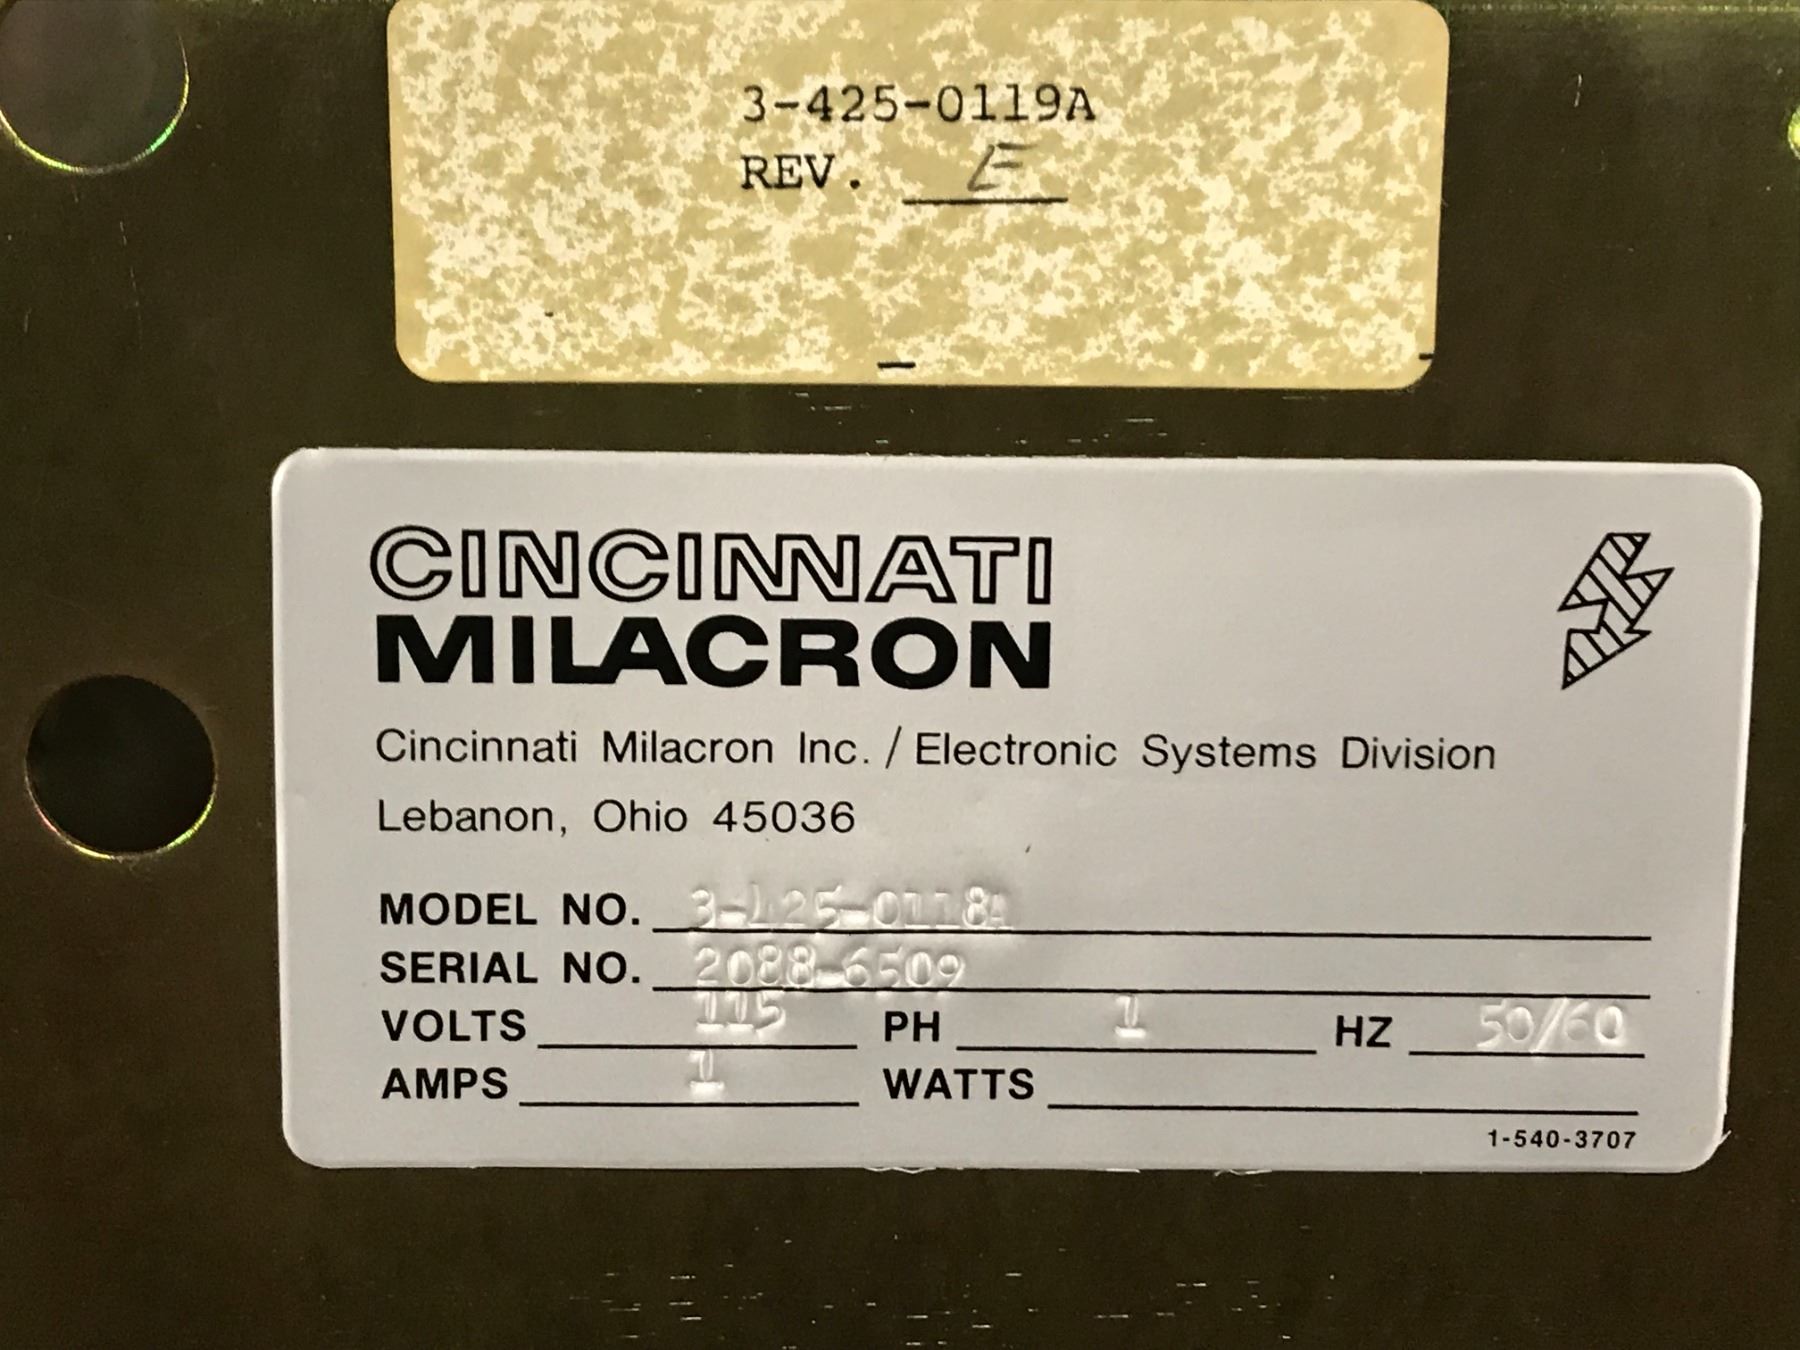 3-425-0119A
REV. E
CINCINNATI
MILACRON
Cincinnati Milacron Inc. / Electronic Systems Division
Lebanon, Ohio 45036
MODEL NO. 3-425-0118A
SERIAL NO. 2088-6509
VOLTS 115 PH 1 HZ 50/60
AMPS 1 WATTS
1-540-3707